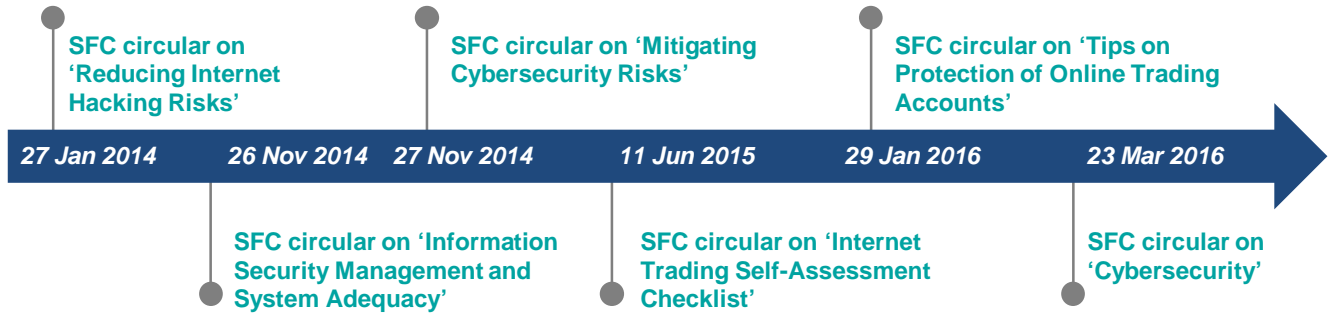 SFC circular on
‘Reducing Internet
Hacking Risks’
SFC circular on ‘Mitigating
Cybersecurity Risks’
SFC circular on ‘Tips on
Protection of Online Trading
Accounts’
27 Jan 2014
26 Nov 2014
27 Nov 2014
11 Jun 2015
29 Jan 2016
23 Mar 2016
SFC circular on ‘Information
Security Management and
System Adequacy’
SFC circular on ‘Internet
Trading Self-Assessment
Checklist’
SFC circular on
‘Cybersecurity’